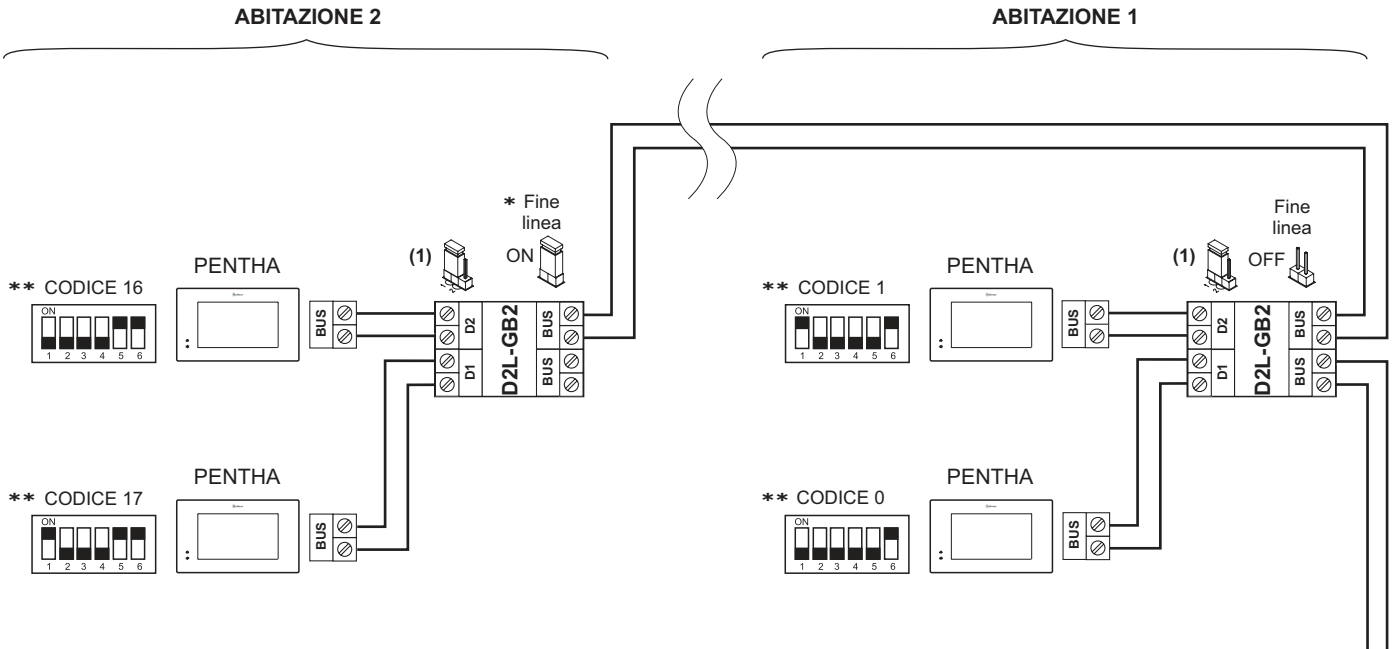 ABITAZIONE 2
ABITAZIONE 1
* Fine
linea
ON
(1)
PENTHA
** CODICE 16
ON
1 2 3 4 5 6
BUS
D2
D1
D2L-GB2
BUS
BUS
PENTHA
** CODICE 17
ON
1 2 3 4 5 6
BUS
Fine
linea
OFF
(1)
PENTHA
** CODICE 1
ON
1 2 3 4 5 6
BUS
D2
D1
D2L-GB2
BUS
BUS
PENTHA
** CODICE 0
ON
1 2 3 4 5 6
BUS